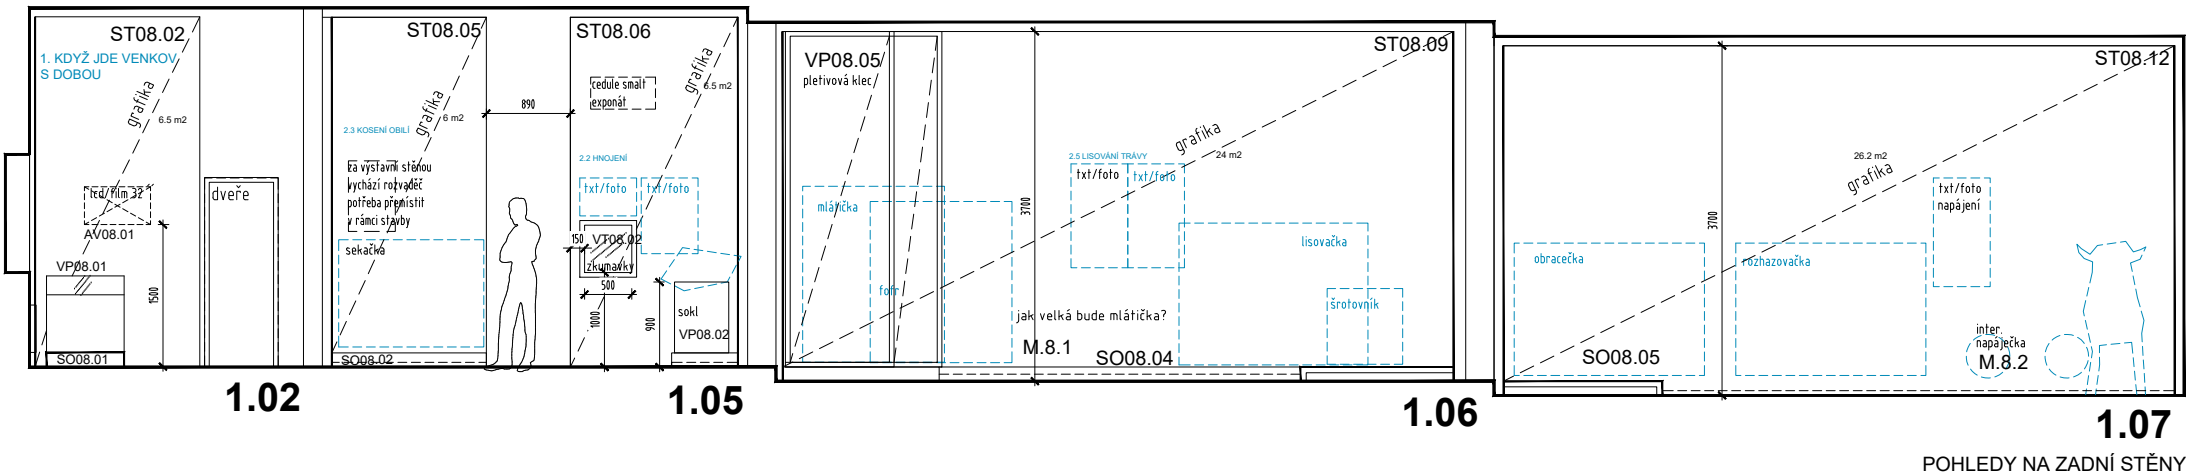 ST08.02
1. KDYŽ JDE VENKOV
S DOBOU
grafika
6.5 m2
lcd/film 32"
AV08.01
VP08.01
1500
SO08.01
dveře
1.02
ST08.05
grafika
6 m2
2.3 KOSENÍ OBILÍ
za výstavní stěnou
vychází rozvaděč
potřeba přemístit
v rámci stavby
sekačka
SO08.02
890
ST08.06
cedule smalt
exponát
grafika
6.5 m2
2.2 HNOJENÍ
txt/foto
txt/foto
150
VT08.02
zkumavky
500
1000
900
sokl
VP08.02
1.05
VP08.05
pletivová klec
mlátička
fofr
3700
jak velká bude mlátička?
M.8.1
SO08.04
2.5 LISOVÁNÍ TRÁVY
txt/foto
txt/foto
grafika
24 m2
ST08.09
lisovačka
šrotovník
1.06
ST08.12
obracečka
3700
rozhazovačka
26.2 m2
grafika
txt/foto
napájení
SO08.05
inter.
napáječka
M.8.2
1.07
POHLEDY NA ZADNÍ STĚNY